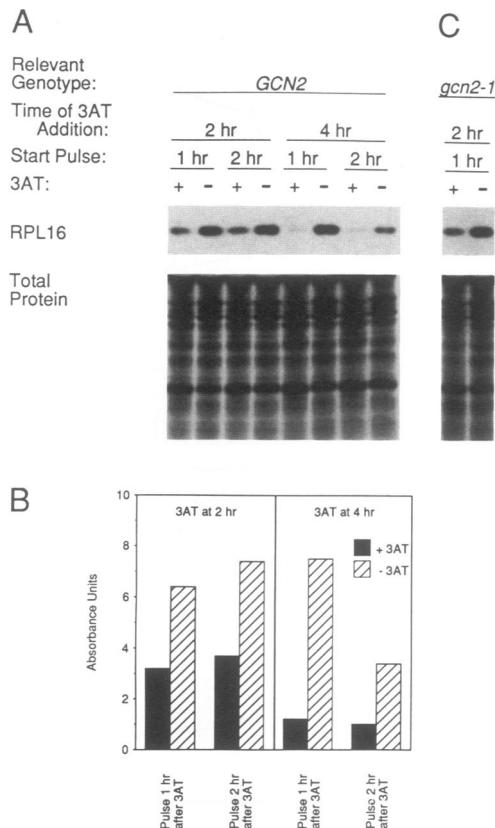 A
C
Relevant
Genotype:
GCN2
gcn2-1
Time of 3AT
Addition:
2 hr
4 hr
2 hr
Start Pulse:
1 hr
2 hr
1 hr
2 hr
1 hr
3AT:
+ - + - + - + -
+ -
RPL16
Total
Protein
B
10
8
6
4
2
0
Absorbance Units
3AT at 2 hr
3AT at 4 hr
+ 3AT
- 3AT
Pulse 1 hr
after 3AT
Pulse 2 hr
after 3AT
Pulse 1 hr
after 3AT
Pulse 2 hr
after 3AT